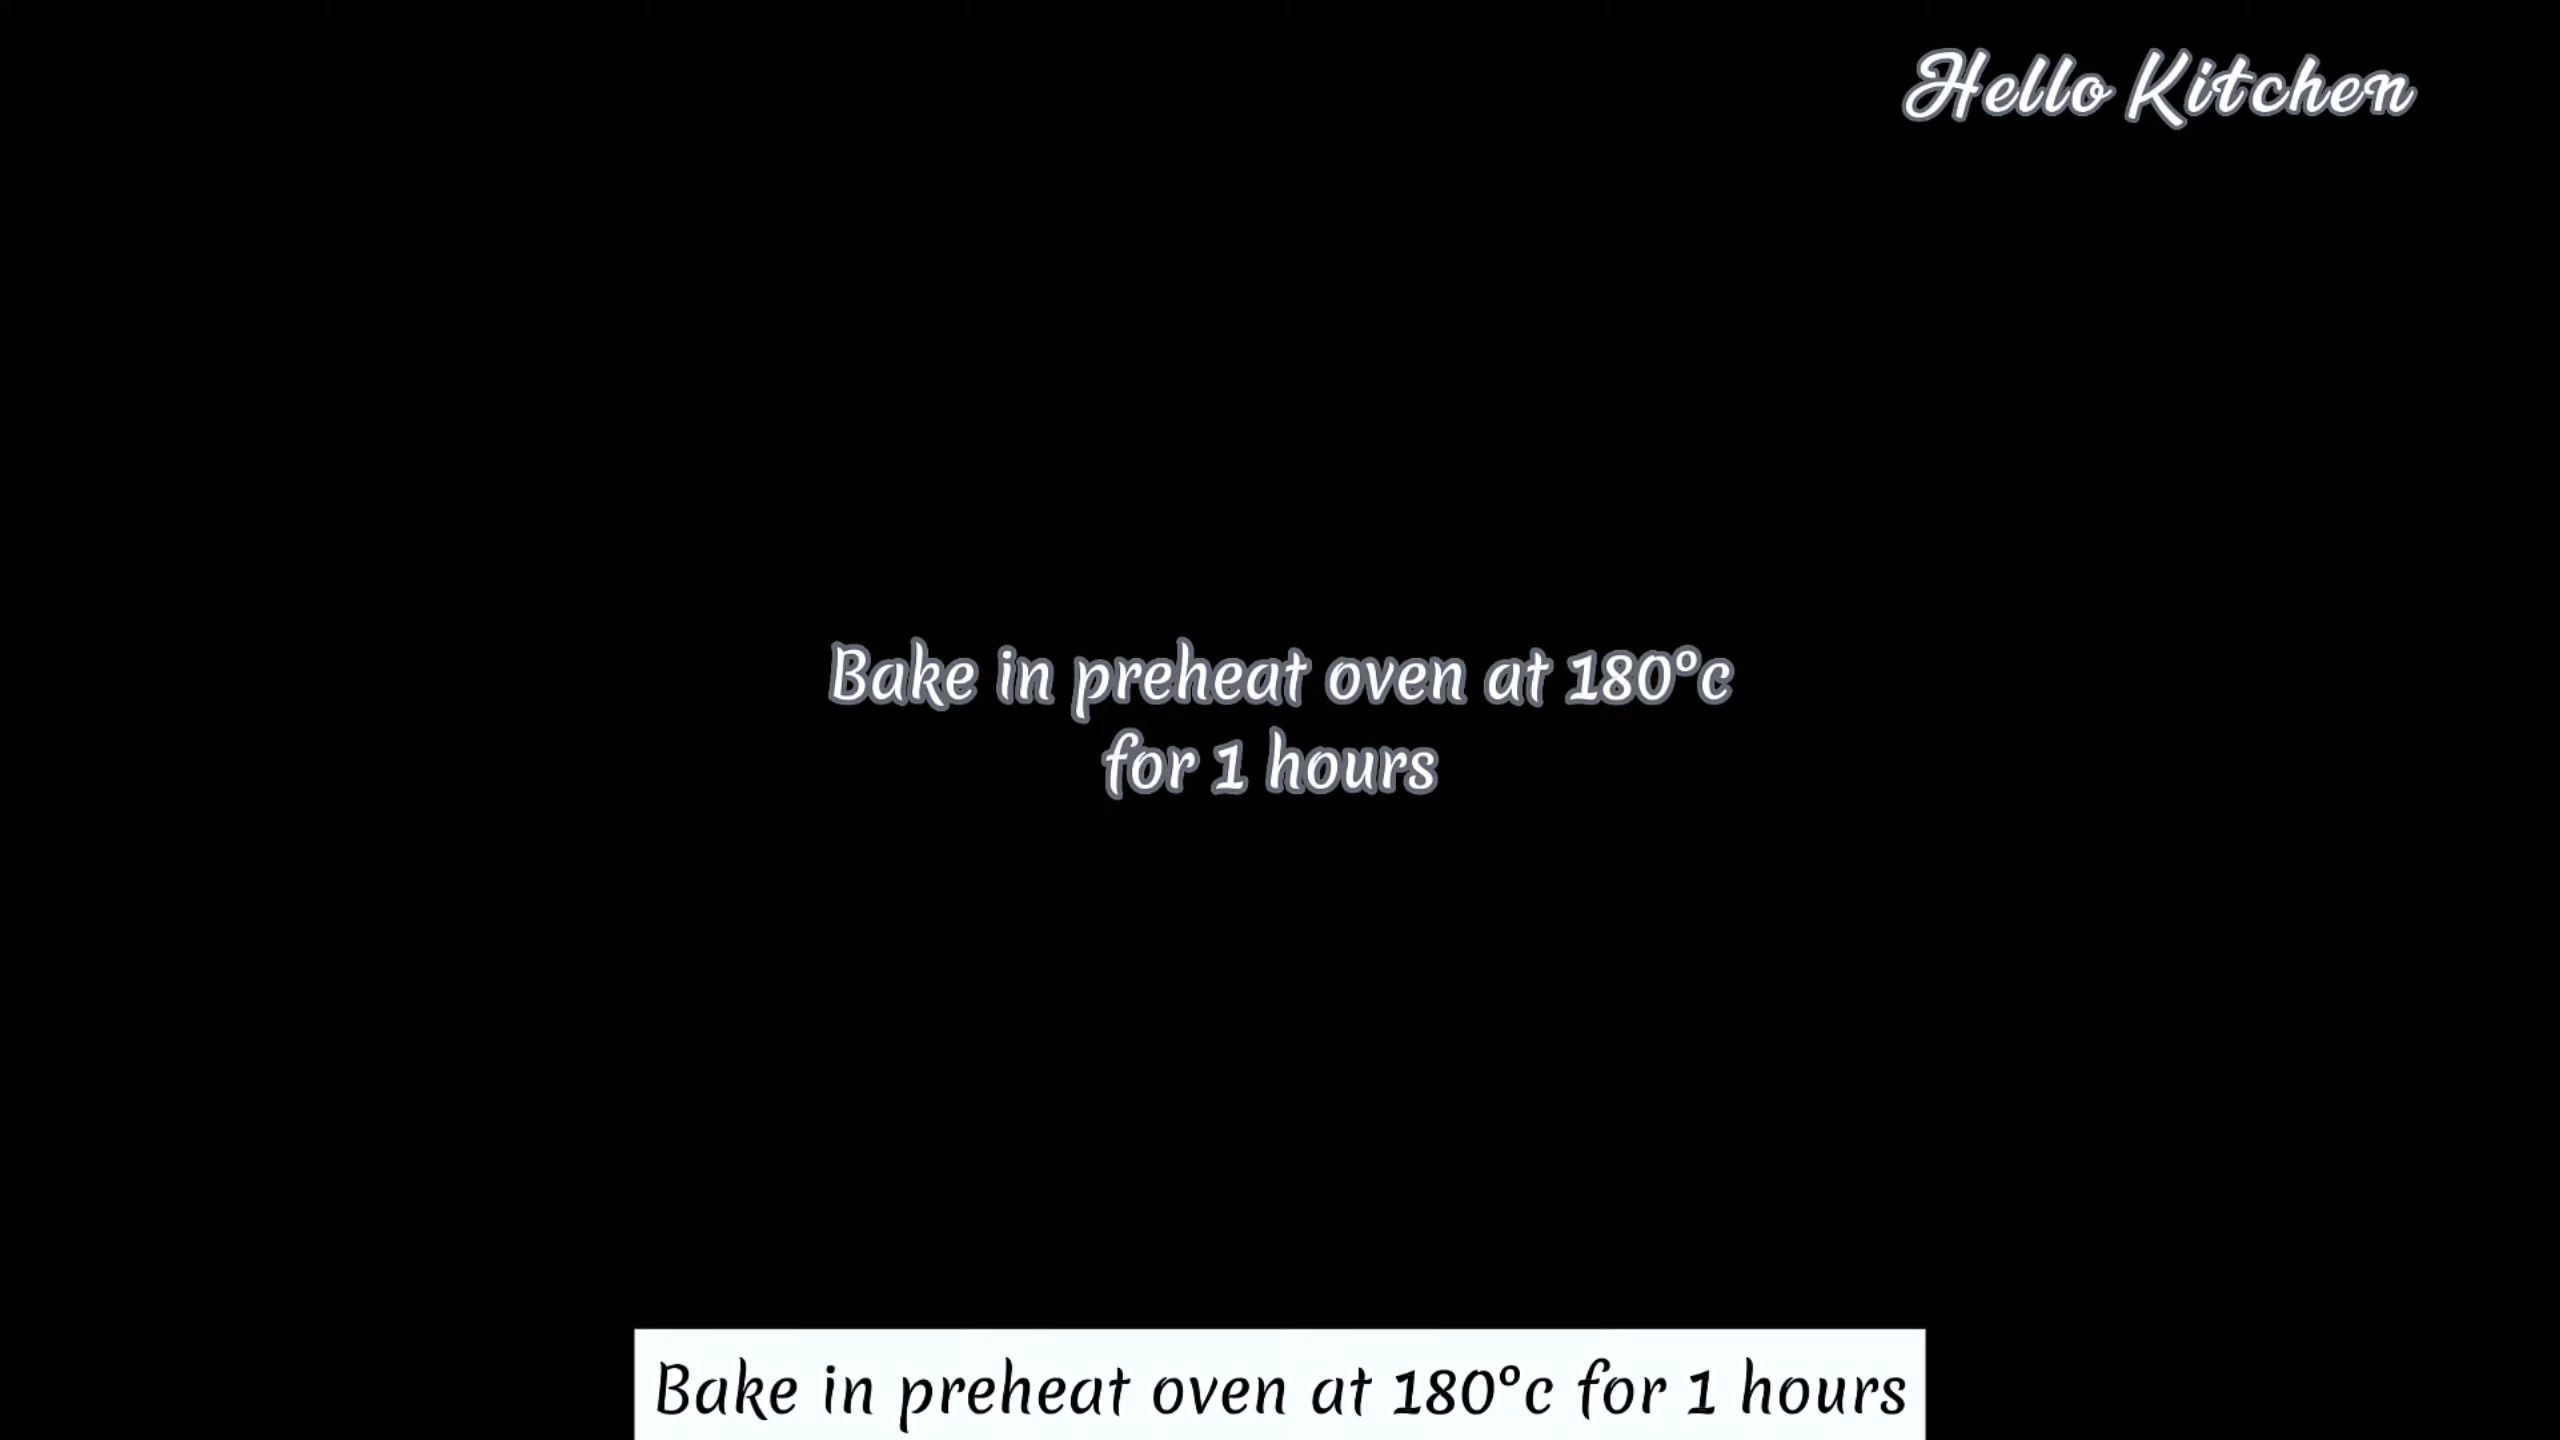 Hello Kitchen
Bake in preheat oven at 180°c
for 1 hours
Bake in preheat oven at 180°c for 1 hours